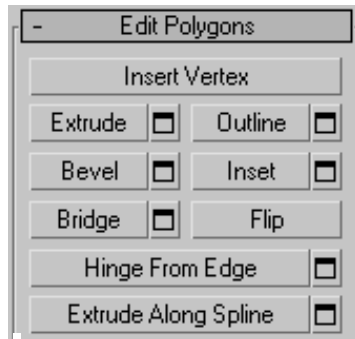 - Edit Polygons
Insert Vertex
Extrude Outline
Bevel Inset
Bridge Flip
Hinge From Edge
Extrude Along Spline